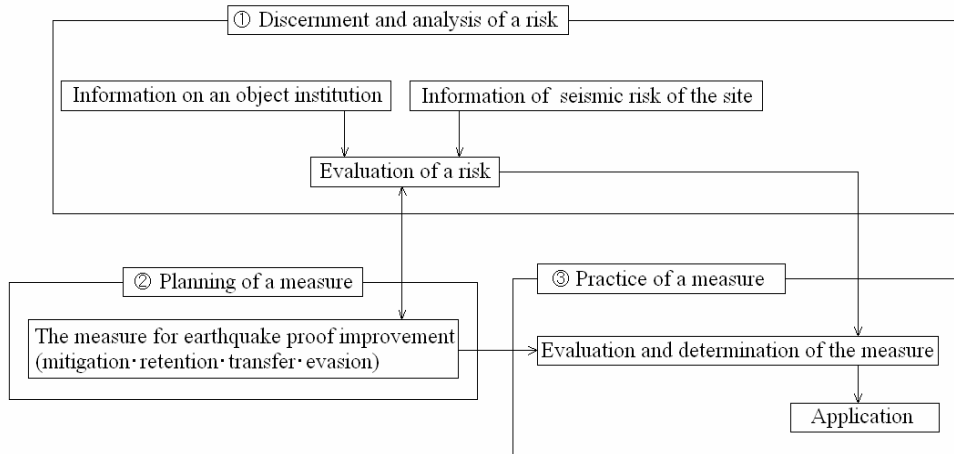 ① Discernment and analysis of a risk
Information on an object institution
Information of seismic risk of the site
Evaluation of a risk
② Planning of a measure
③ Practice of a measure
The measure for earthquake proof improvement
(mitigation・retention・transfer・evasion)
Evaluation and determination of the measure
Application